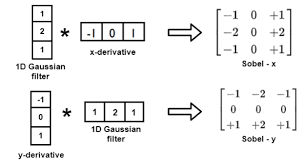 1
2
1
*
-1 0 1
1D Gaussian
filter
x-derivative
−1 0 +1
−2 0 +2
−1 0 +1
Sobel - x
-1
0
1
*
1 2 1
y-derivative
1D Gaussian
filter
−1 −2 −1
0 0 0
+1 +2 +1
Sobel - y